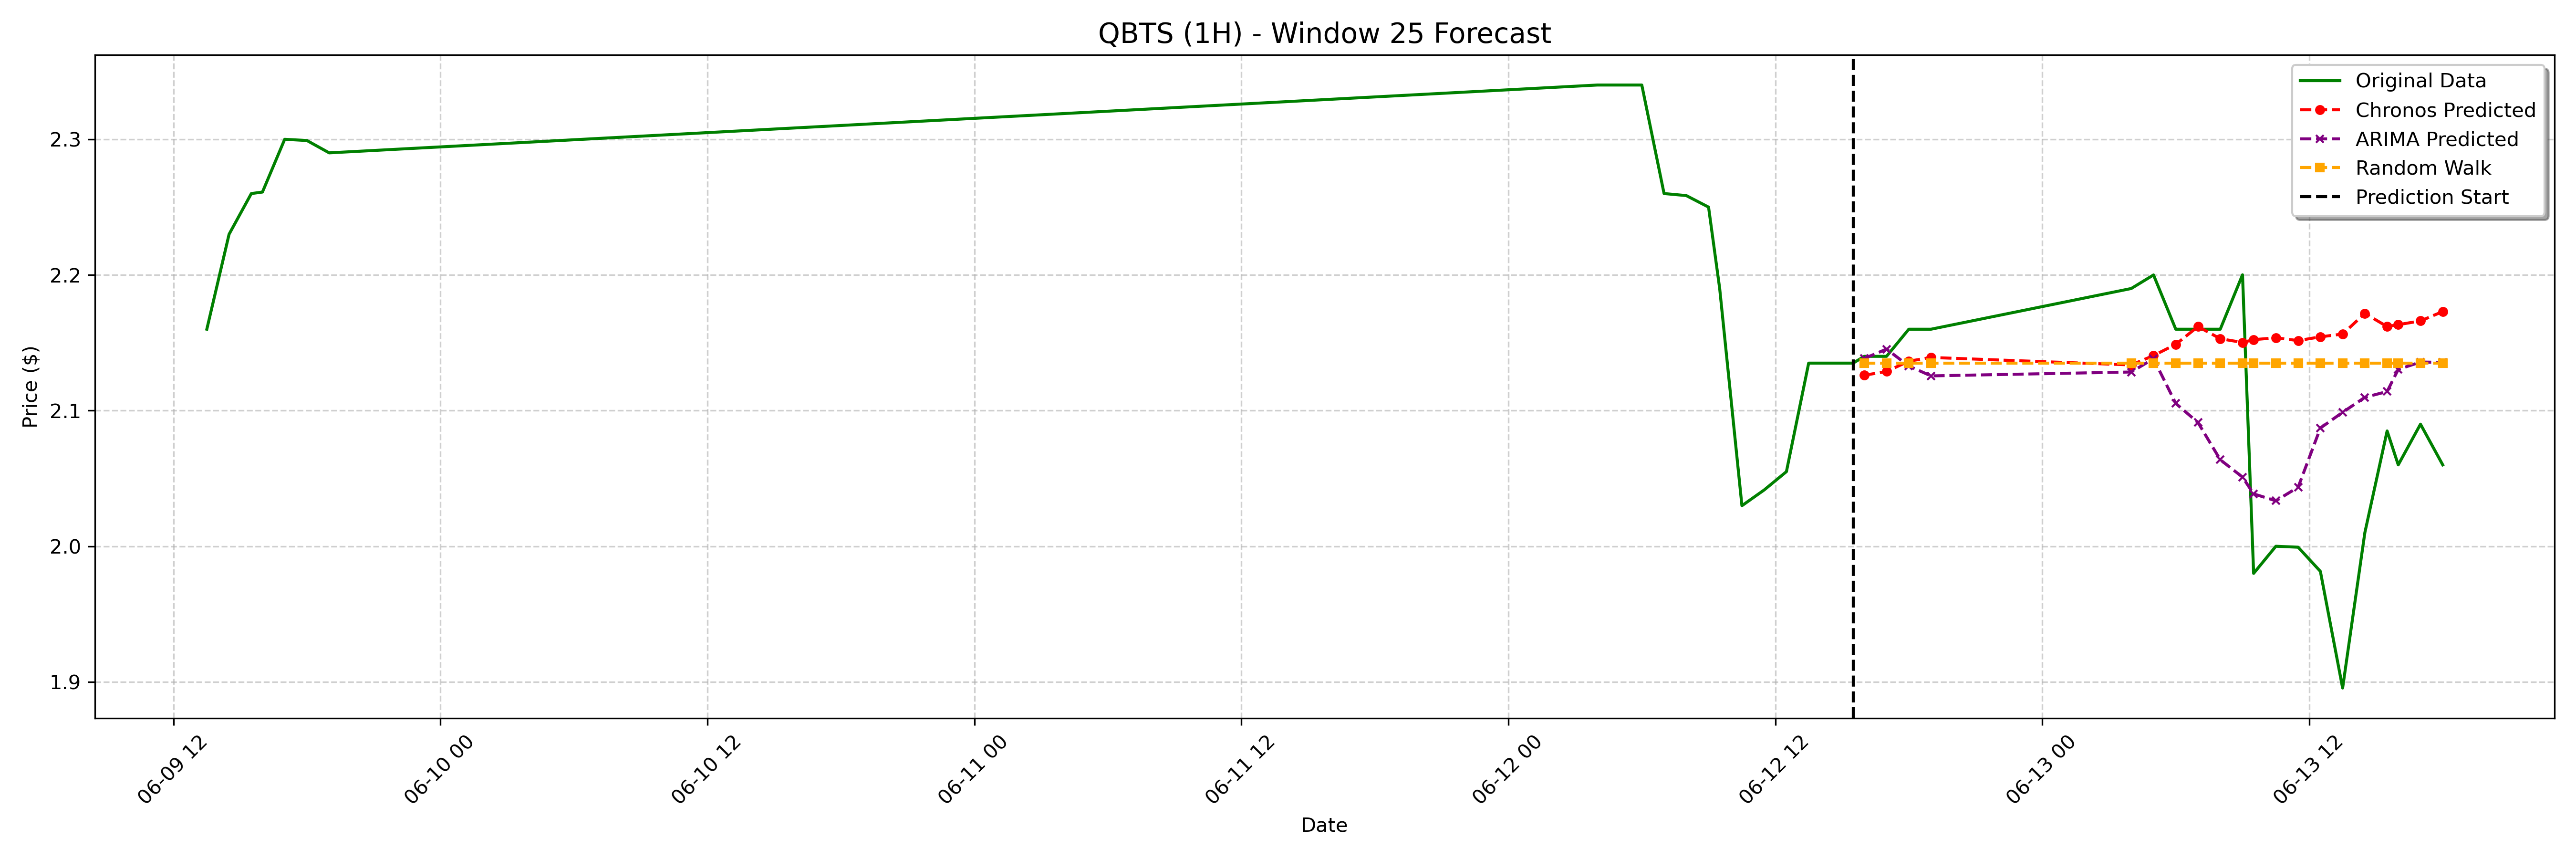 QBTS (1H) - Window 25 Forecast
Original Data
Chronos Predicted
ARIMA Predicted
Random Walk
Prediction Start
Price ($)
2.3
2.2
2.1
2.0
1.9
06-09 12
06-10 00
06-10 12
06-11 00
06-11 12
06-12 00
06-12 12
06-13 00
06-13 12
Date